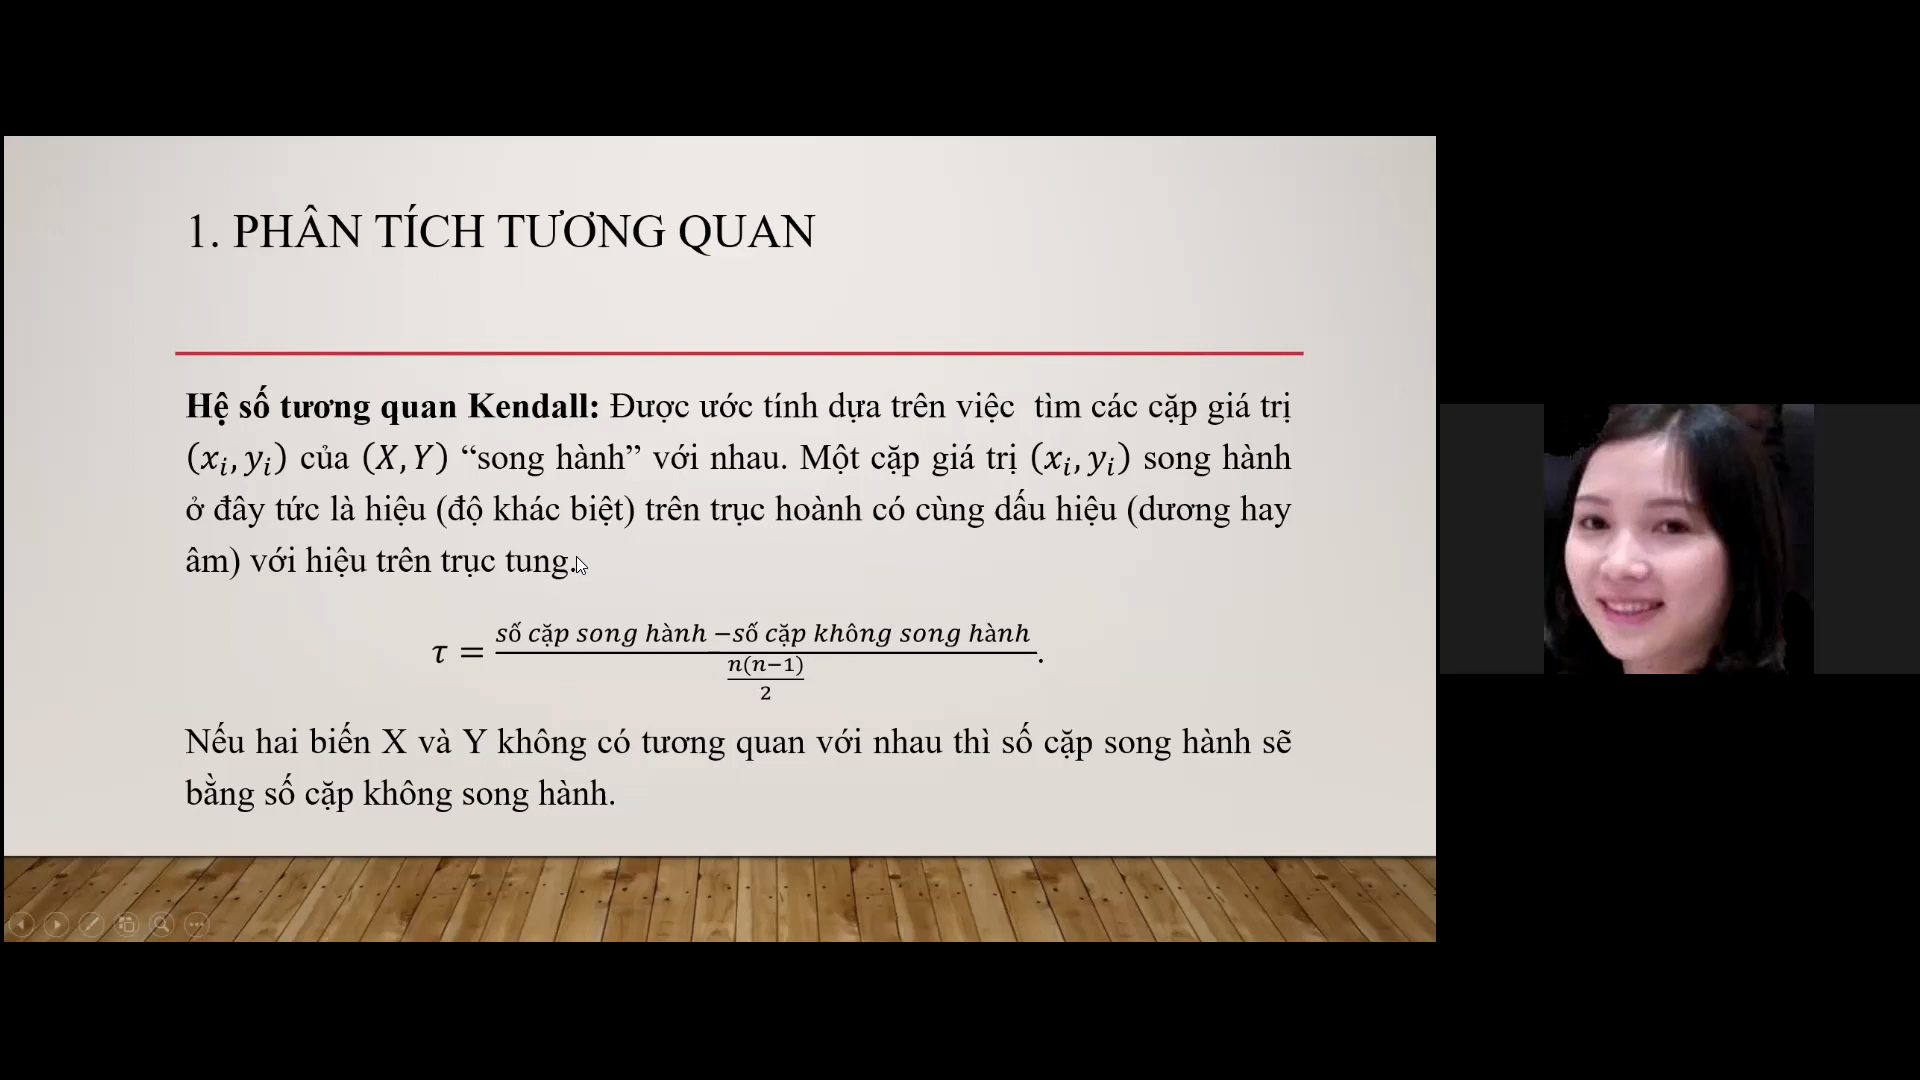 1. PHÂN TÍCH TƯƠNG QUAN
Hệ số tương quan Kendall: Được ước tính dựa trên việc tìm các cặp giá trị
(xᵢ, yᵢ) của (X, Y) “song hành” với nhau. Một cặp giá trị (xᵢ, yᵢ) song hành
ở đây tức là hiệu (độ khác biệt) trên trục hoành có cùng dấu hiệu (dương hay
âm) với hiệu trên trục tung.
τ = (số cặp song hành −số cặp không song hành) / (n(n−1)/2).
Nếu hai biến X và Y không có tương quan với nhau thì số cặp song hành sẽ
bằng số cặp không song hành.